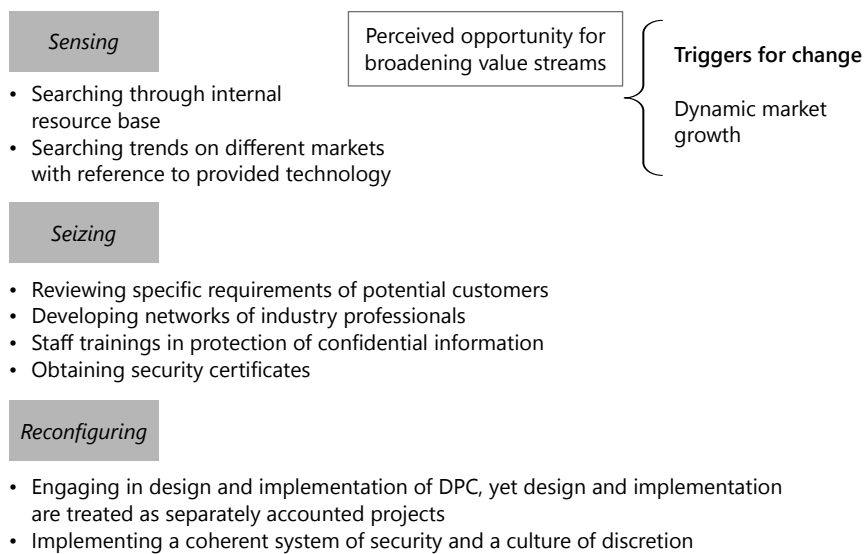 Sensing
Perceived opportunity for
broadening value streams
Triggers for change
Dynamic market
growth
• Searching through internal
resource base
• Searching trends on different markets
with reference to provided technology
Seizing
• Reviewing specific requirements of potential customers
• Developing networks of industry professionals
• Staff trainings in protection of confidential information
• Obtaining security certificates
Reconfiguring
• Engaging in design and implementation of DPC, yet design and implementation
are treated as separately accounted projects
• Implementing a coherent system of security and a culture of discretion